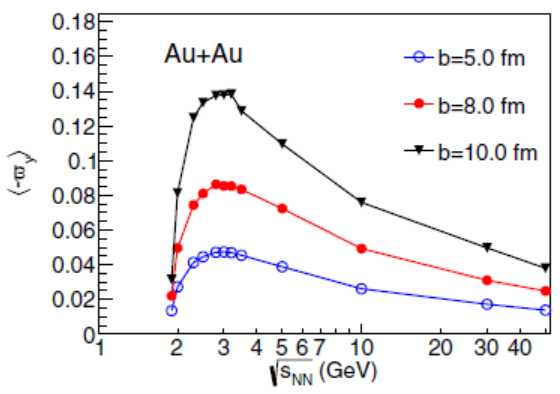 0.18
0.16
0.14
0.12
0.1
0.08
0.06
0.04
0.02
0
⟨-ϖy⟩
Au+Au
b=5.0 fm
b=8.0 fm
b=10.0 fm
1 2 3 4 5 6 7 10 20 30 40
√sNN (GeV)